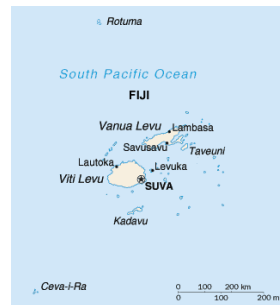 Rotuma
South Pacific Ocean
FIJI
Vanua Levu
Lambasa
Savusavu
Taveuni
Lautoka
Levuka
Viti Levu
SUVA
Kadavu
Ceva-i-Ra
0 100 200 km
0 100 200 m